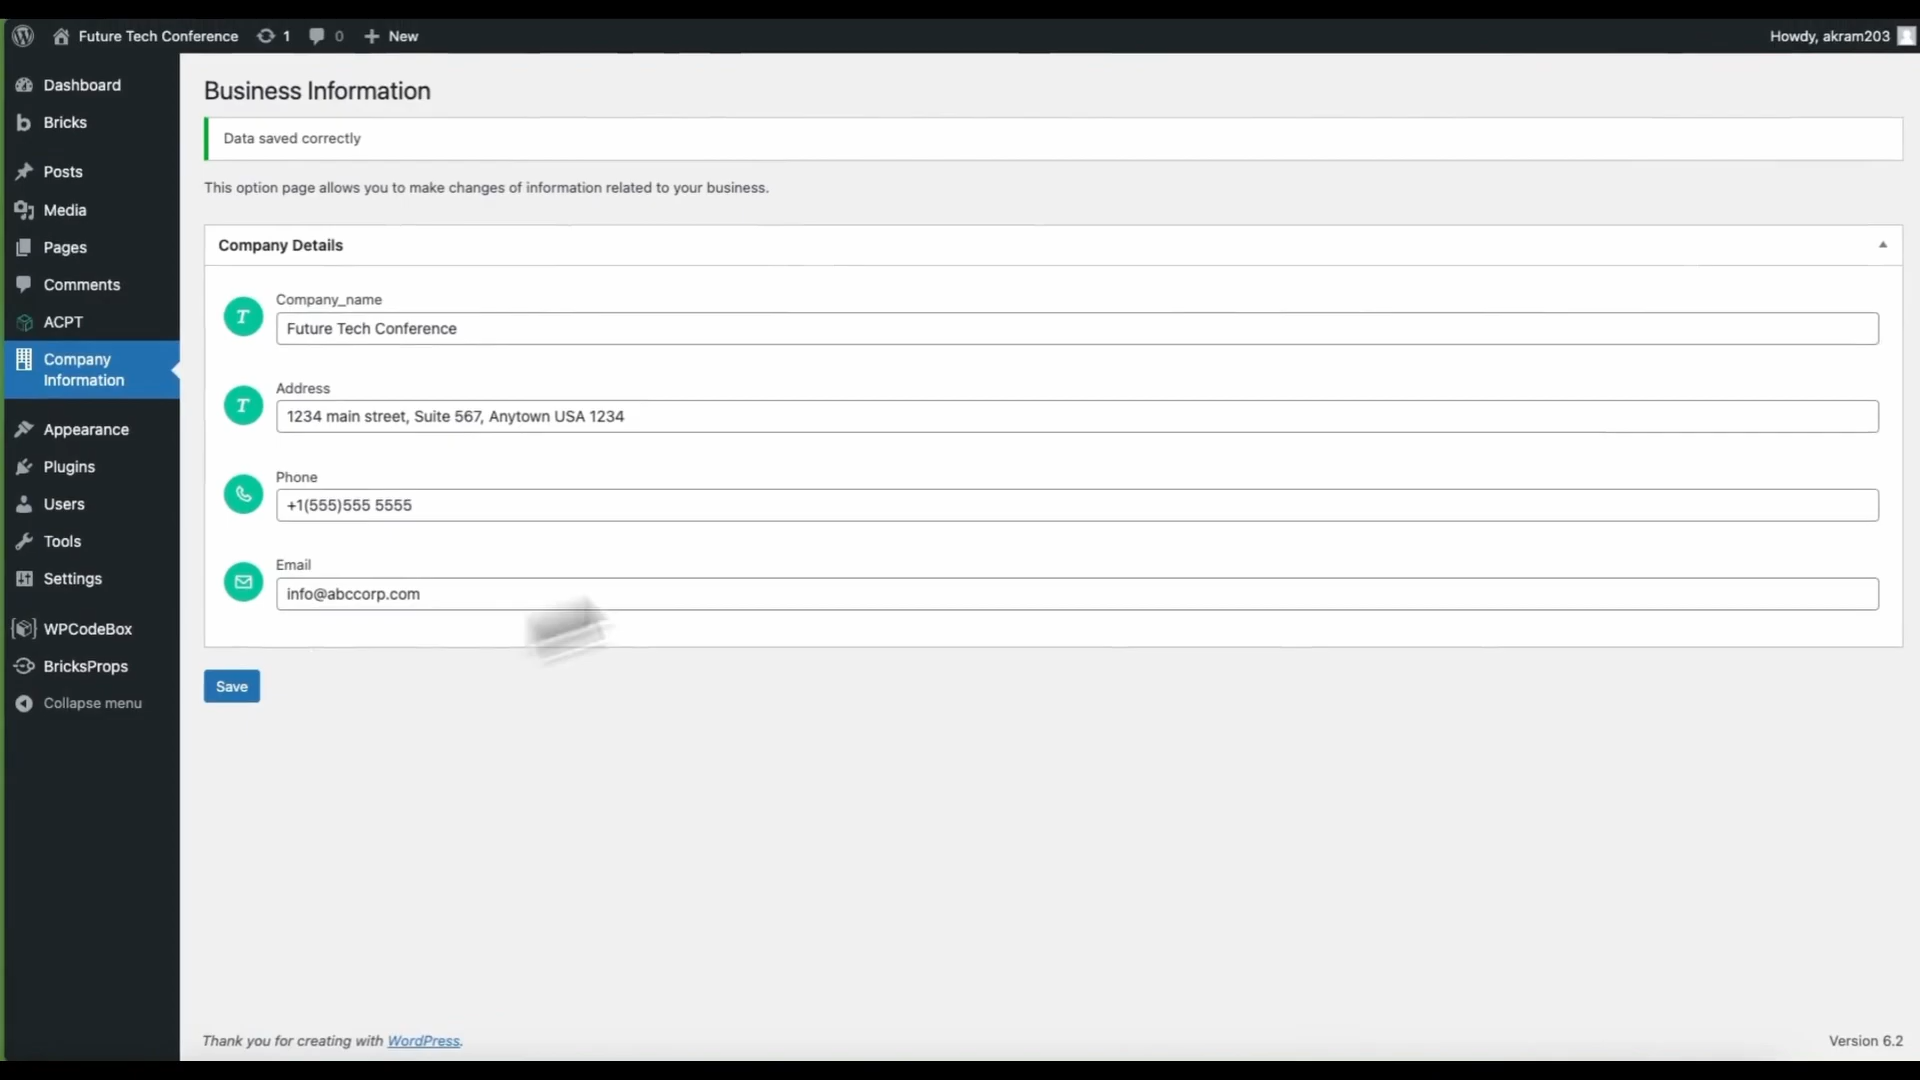 Future Tech Conference 1 0 New Howdy, akram203
Dashboard
Bricks
Posts
Media
Pages
Comments
ACPT
Company
Information
Appearance
Plugins
Users
Tools
Settings
WPCodeBox
BricksProps
Collapse menu
Business Information
Data saved correctly
This option page allows you to make changes of information related to your business.
Company Details
Company_name
Future Tech Conference
Address
1234 main street, Suite 567, Anytown USA 1234
Phone
+1(555)555 5555
Email
info@abccorp.com
Save
Thank you for creating with WordPress. Version 6.2